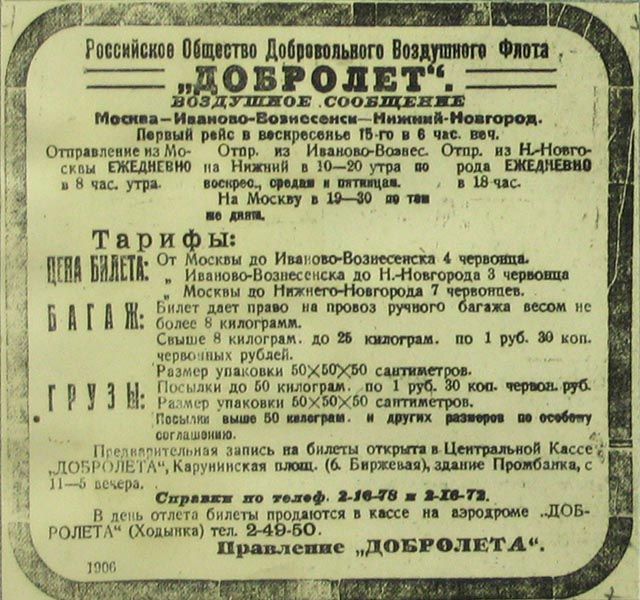 Российское Общество Добровольного Воздушного Флота
„ДОБРОЛЕТ“.
ВОЗДУШНОЕ СООБЩЕНИЕ
Москва—Иваново-Вознесенск—Нижний-Новгород.
Первый рейс в воскресенье 15-го в 6 час. веч.
Отправление из Москвы ЕЖЕДНЕВНО в 8 час. утра.
Отпр. из Иваново-Вознес. на Нижний в 10—20 утра по воскрес., средам и пятницам.
На Москву в 19—30 по тем же дням.
Отпр. из Н.-Новгорода ЕЖЕДНЕВНО в 18 час.
Тарифы:
ЦЕНА БИЛЕТА: От Москвы до Иваново-Вознесенска 4 червонца.
„ Иваново-Вознесенска до Н.-Новгорода 3 червонца
„ Москвы до Нижнего-Новгорода 7 червонцев.
БАГАЖ: Билет дает право на провоз ручного багажа весом не
более 8 килограмм.
Свыше 8 килограм. до 25 килограм. по 1 руб. 30 коп.
червочных рублей.
Размер упаковки 50×50×50 сантиметров.
ГРУЗЫ: Посылки до 50 килограм. по 1 руб. 30 коп. червон. руб.
Размер упаковки 50×50×50 сантиметров.
Посылки выше 50 килограм. и других размеров по особому
соглашению.
Предварительная запись на билеты открыта в Центральной Кассе
„ДОБРОЛЕТА“, Карунинская площ. (б. Биржевая), здание Промбанка, с
11—5 вечера.
Справки по телеф. 2-16-78 и 2-16-72.
В день отлета билеты продаются в кассе на аэродроме „ДОБ-
РОЛЕТА“ (Ходынка) тел. 2-49-50.
Правление „ДОБРОЛЕТА“.
1906